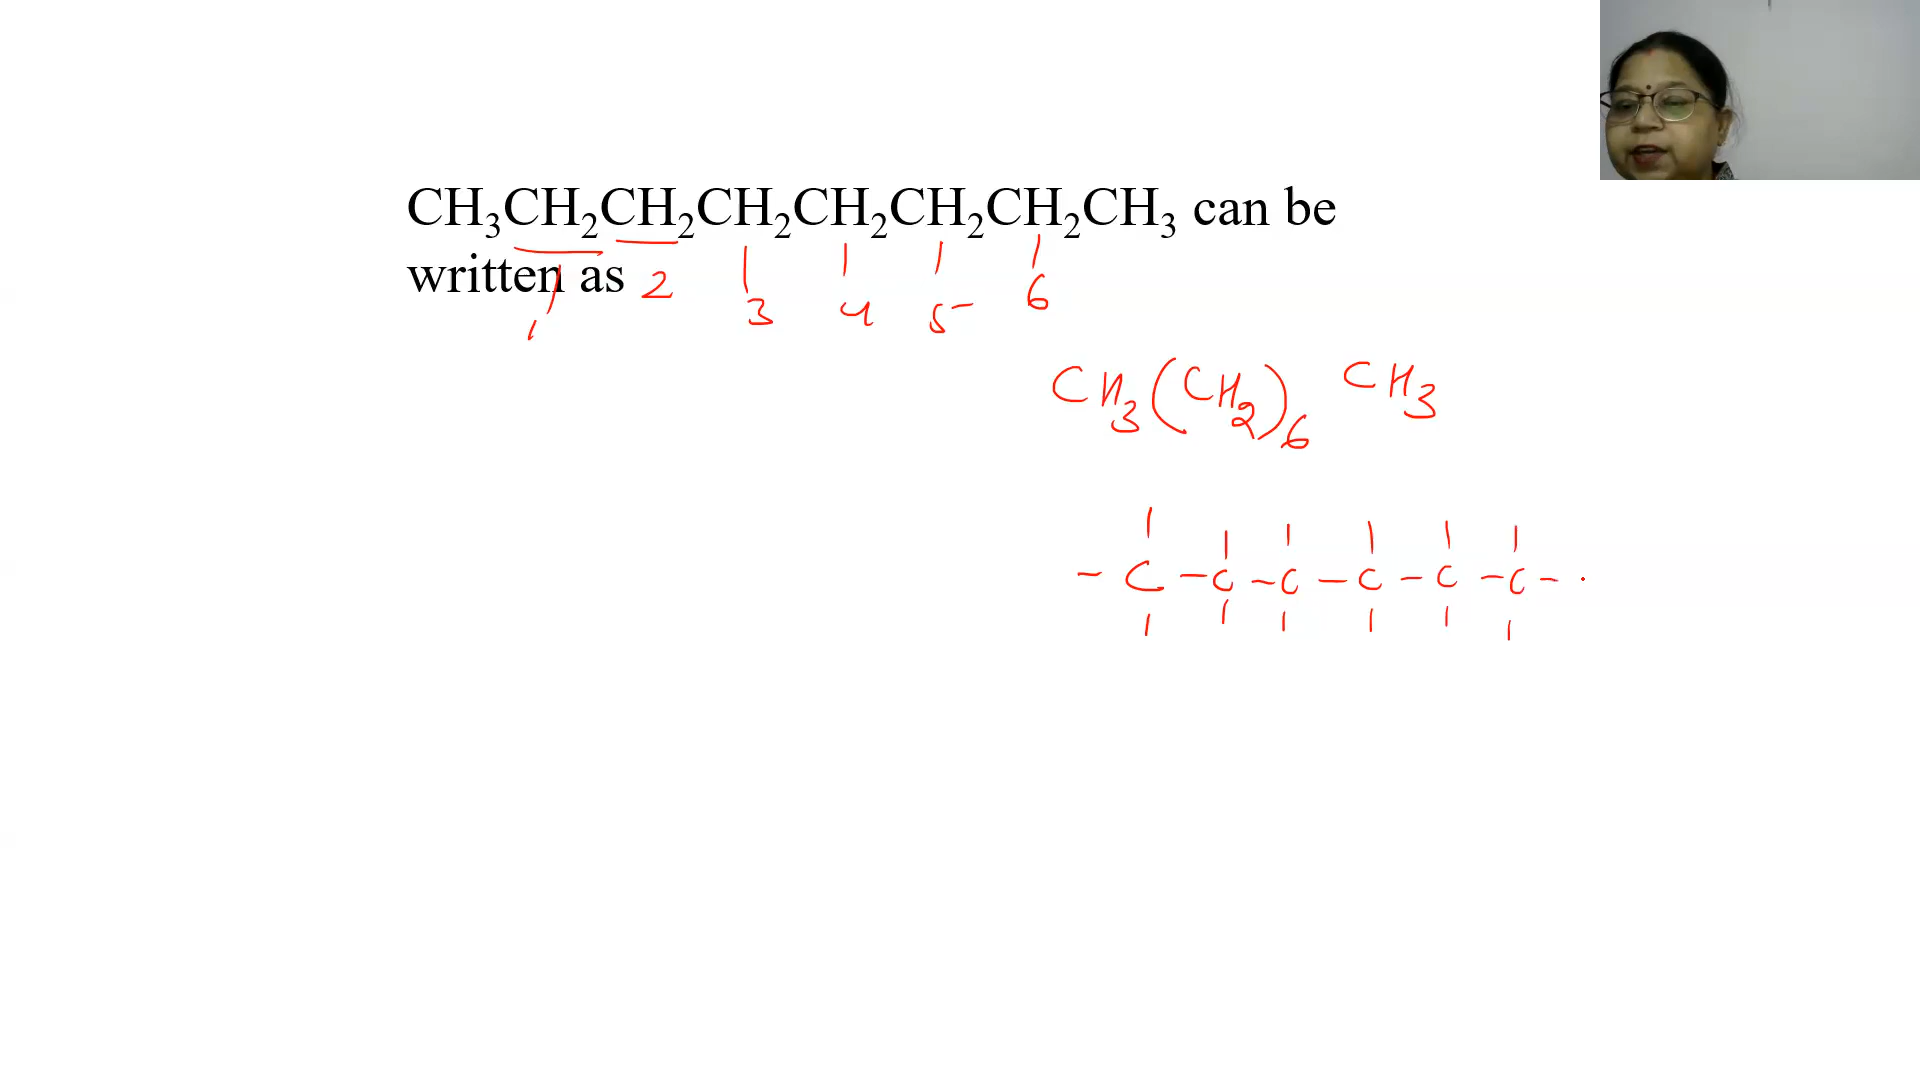 CH₃CH₂CH₂CH₂CH₂CH₂CH₂CH₃ can be
written as
1 2 3 4 5 6
CH₃(CH₂)₆ CH₃
- C - C - C - C - C - C -